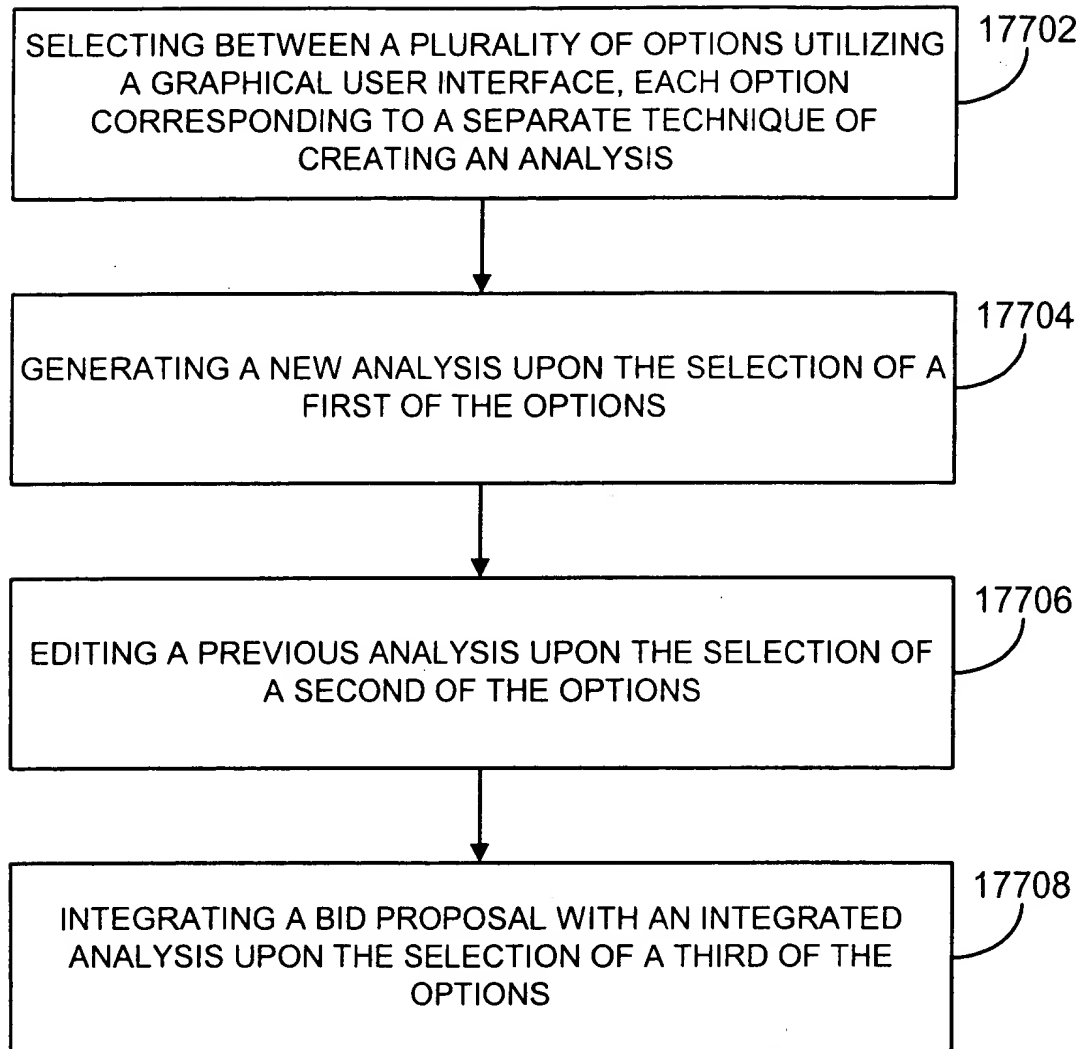 SELECTING BETWEEN A PLURALITY OF OPTIONS UTILIZING
A GRAPHICAL USER INTERFACE, EACH OPTION
CORRESPONDING TO A SEPARATE TECHNIQUE OF
CREATING AN ANALYSIS
17702
GENERATING A NEW ANALYSIS UPON THE SELECTION OF A
FIRST OF THE OPTIONS
17704
EDITING A PREVIOUS ANALYSIS UPON THE SELECTION OF
A SECOND OF THE OPTIONS
17706
INTEGRATING A BID PROPOSAL WITH AN INTEGRATED
ANALYSIS UPON THE SELECTION OF A THIRD OF THE
OPTIONS
17708